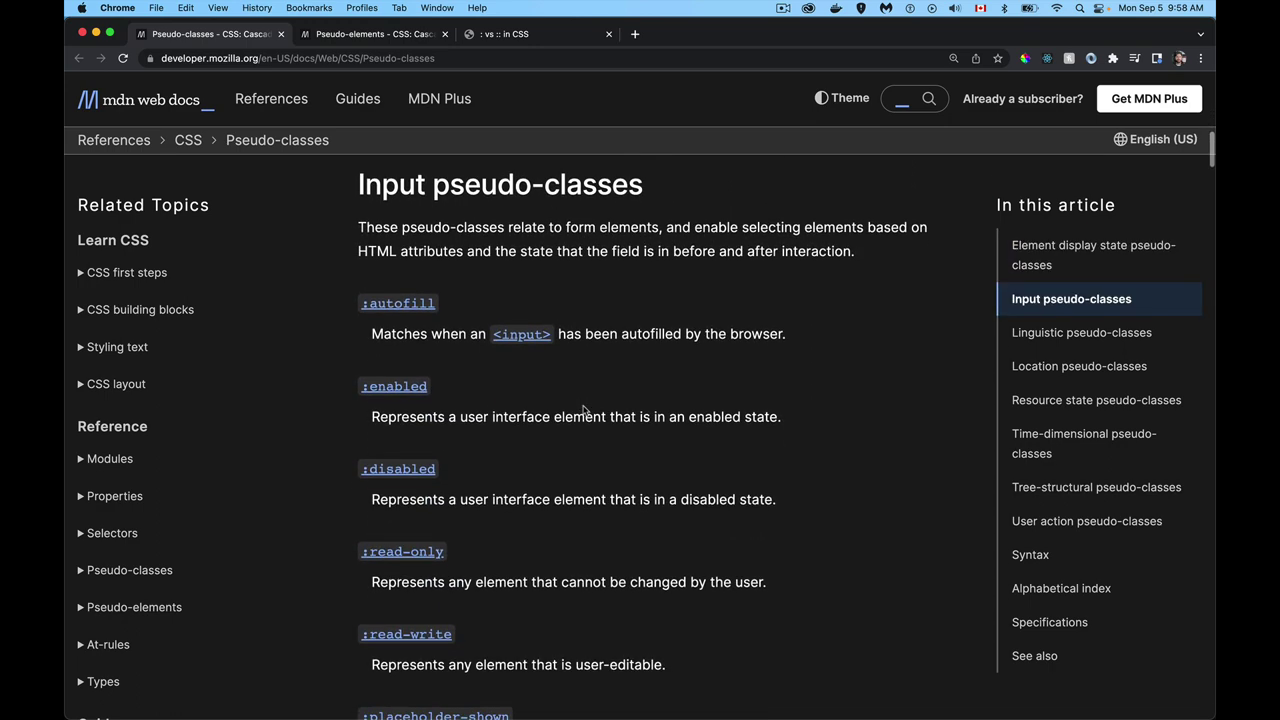 Chrome File Edit View History Bookmarks Profiles Tab Window Help Mon Sep 5 9:58 AM
Pseudo-classes - CSS: Cascad Pseudo-elements - CSS: Casc : vs :: in CSS
developer.mozilla.org/en-US/docs/Web/CSS/Pseudo-classes
mdn web docs_ References Guides MDN Plus Theme Already a subscriber? Get MDN Plus
References > CSS > Pseudo-classes English (US)
Related Topics
Learn CSS
CSS first steps
CSS building blocks
Styling text
CSS layout
Reference
Modules
Properties
Selectors
Pseudo-classes
Pseudo-elements
At-rules
Types
Input pseudo-classes
These pseudo-classes relate to form elements, and enable selecting elements based on
HTML attributes and the state that the field is in before and after interaction.
:autofill
Matches when an <input> has been autofilled by the browser.
:enabled
Represents a user interface element that is in an enabled state.
:disabled
Represents a user interface element that is in a disabled state.
:read-only
Represents any element that cannot be changed by the user.
:read-write
Represents any element that is user-editable.
:placeholder-shown
In this article
Element display state pseudo-
classes
Input pseudo-classes
Linguistic pseudo-classes
Location pseudo-classes
Resource state pseudo-classes
Time-dimensional pseudo-
classes
Tree-structural pseudo-classes
User action pseudo-classes
Syntax
Alphabetical index
Specifications
See also